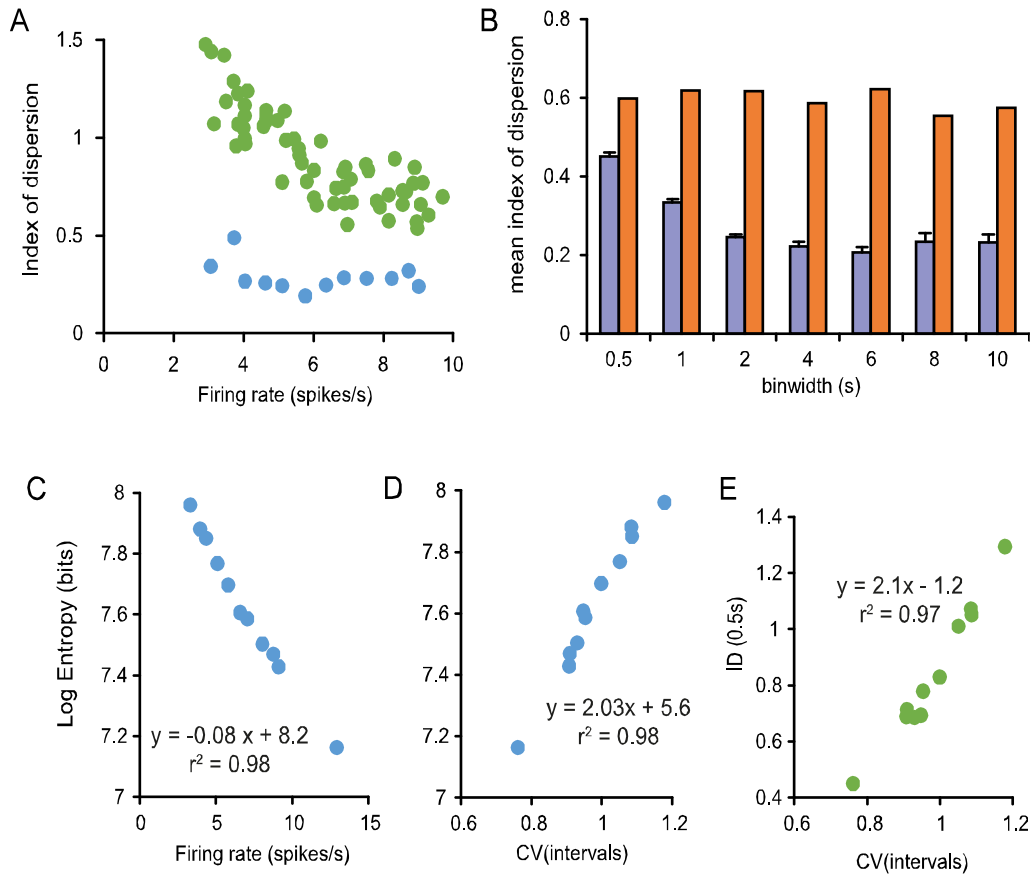 A
1.5
1
0.5
0
Index of dispersion
0 2 4 6 8 10
Firing rate (spikes/s)
B
0.8
0.6
0.4
0.2
0
mean index of dispersion
0.5 1 2 4 6 8 10
binwidth (s)
C
8
7.8
7.6
7.4
7.2
7
Log Entropy (bits)
y = -0.08 x + 8.2
r² = 0.98
0 5 10 15
Firing rate (spikes/s)
D
8
7.8
7.6
7.4
7.2
7
y = 2.03x + 5.6
r² = 0.98
0.6 0.8 1 1.2
CV(intervals)
E
1.4
1.2
1
0.8
0.6
0.4
ID (0.5s)
y = 2.1x - 1.2
r² = 0.97
0.6 0.8 1 1.2
CV(intervals)